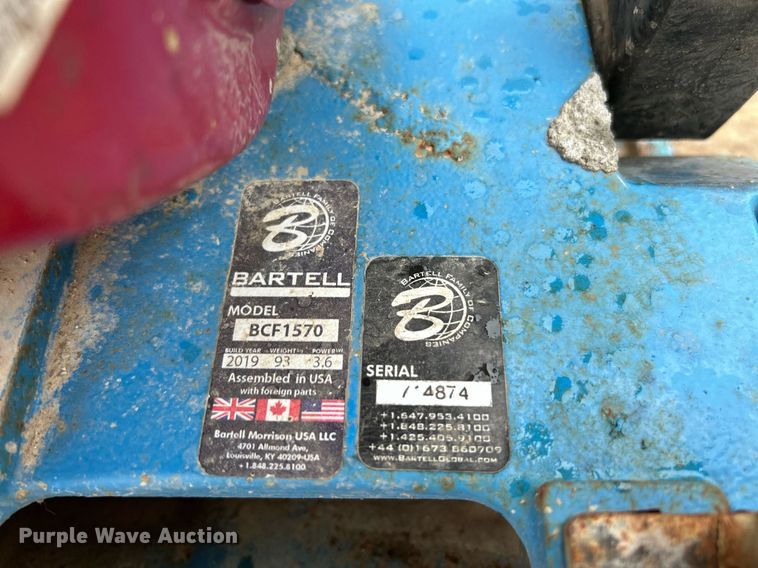 BARTELL FAMILY OF COMPANIES
B
BARTELL
MODEL
BCF1570
BUILD YEAR WEIGHT POWER
2019 93 3.6
Assembled in USA
with foreign parts
Bartell Morrison USA LLC
4701 Allmond Ave,
Louisville, KY 40209-USA
+1.848.225.8100
BARTELL FAMILY OF COMPANIES
B
SERIAL
4874
+1.647.953.4100
+1.848.225.8100
+1.425.405.9100
+44 (0)1673 860709
WWW.BARTELLGLOBAL.COM
Purple Wave Auction